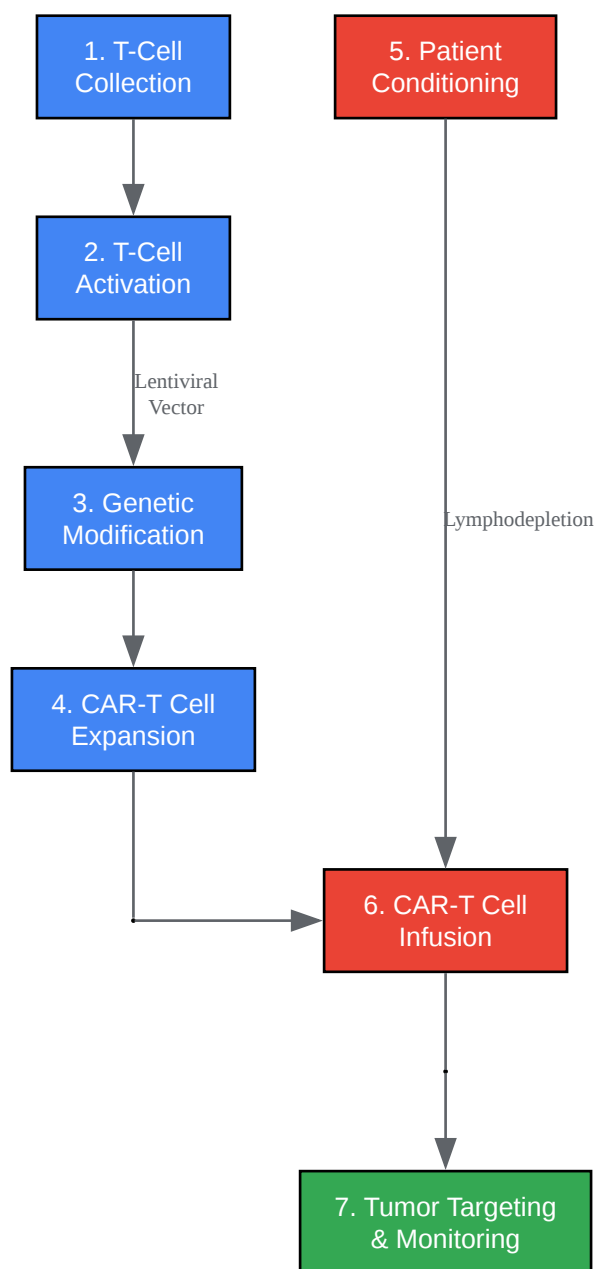 1. T-Cell
Collection
5. Patient
Conditioning
2. T-Cell
Activation
Lentiviral
Vector
3. Genetic
Modification
Lymphodepletion
4. CAR-T Cell
Expansion
6. CAR-T Cell
Infusion
7. Tumor Targeting
& Monitoring